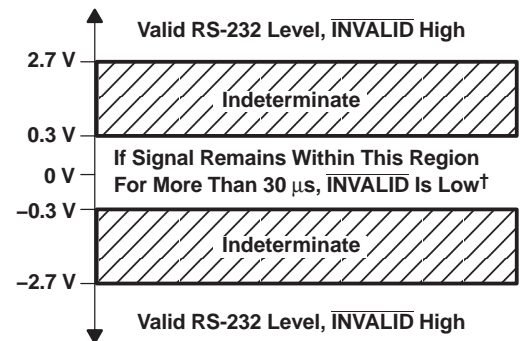 Valid RS-232 Level, INVALID High
2.7 V
Indeterminate
0.3 V
If Signal Remains Within This Region
0 V
For More Than 30 μs, INVALID Is Low†
–0.3 V
Indeterminate
–2.7 V
Valid RS-232 Level, INVALID High